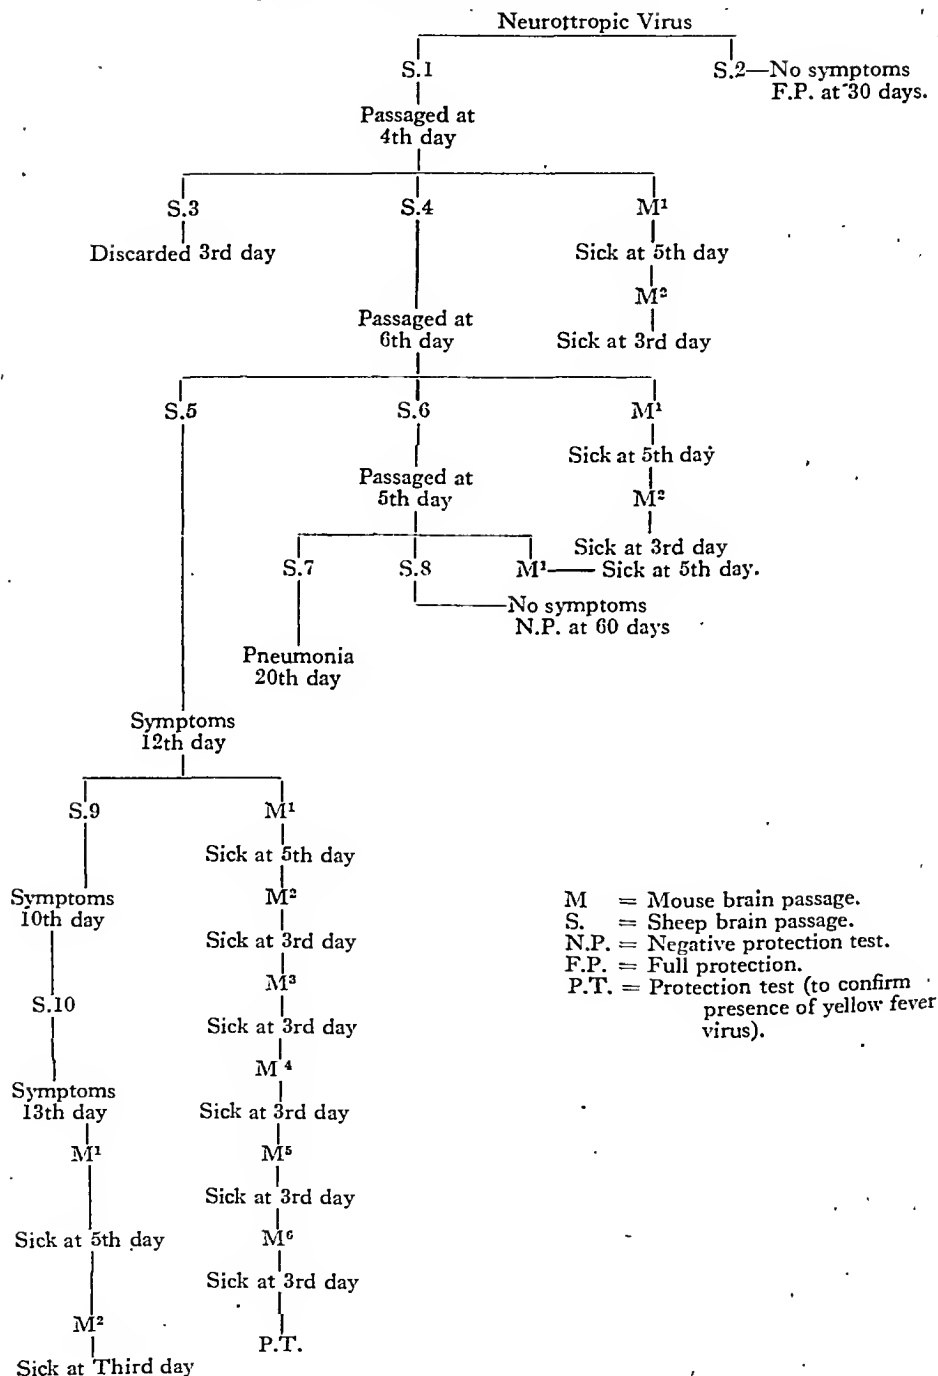 Neurottropic Virus
S.1
S.2—No symptoms
F.P. at 30 days.
Passaged at
4th day
S.3
S.4
M¹
Discarded 3rd day
Sick at 5th day
M²
Passaged at
6th day
Sick at 3rd day
S.5
S.6
M¹
Sick at 5th day
Passaged at
5th day
M²
Sick at 3rd day
S.7
S.8
M¹—Sick at 5th day.
No symptoms
N.P. at 60 days
Pneumonia
20th day
Symptoms
12th day
S.9
M¹
Sick at 5th day
Symptoms
10th day
M²
Sick at 3rd day
S.10
M³
Sick at 3rd day
M⁴
Symptoms
13th day
Sick at 3rd day
M¹
M⁵
Sick at 3rd day
Sick at 5th day
M⁶
Sick at 3rd day
M²
P.T.
Sick at Third day
M = Mouse brain passage.
S. = Sheep brain passage.
N.P. = Negative protection test.
F.P. = Full protection.
P.T. = Protection test (to confirm
presence of yellow fever
virus).